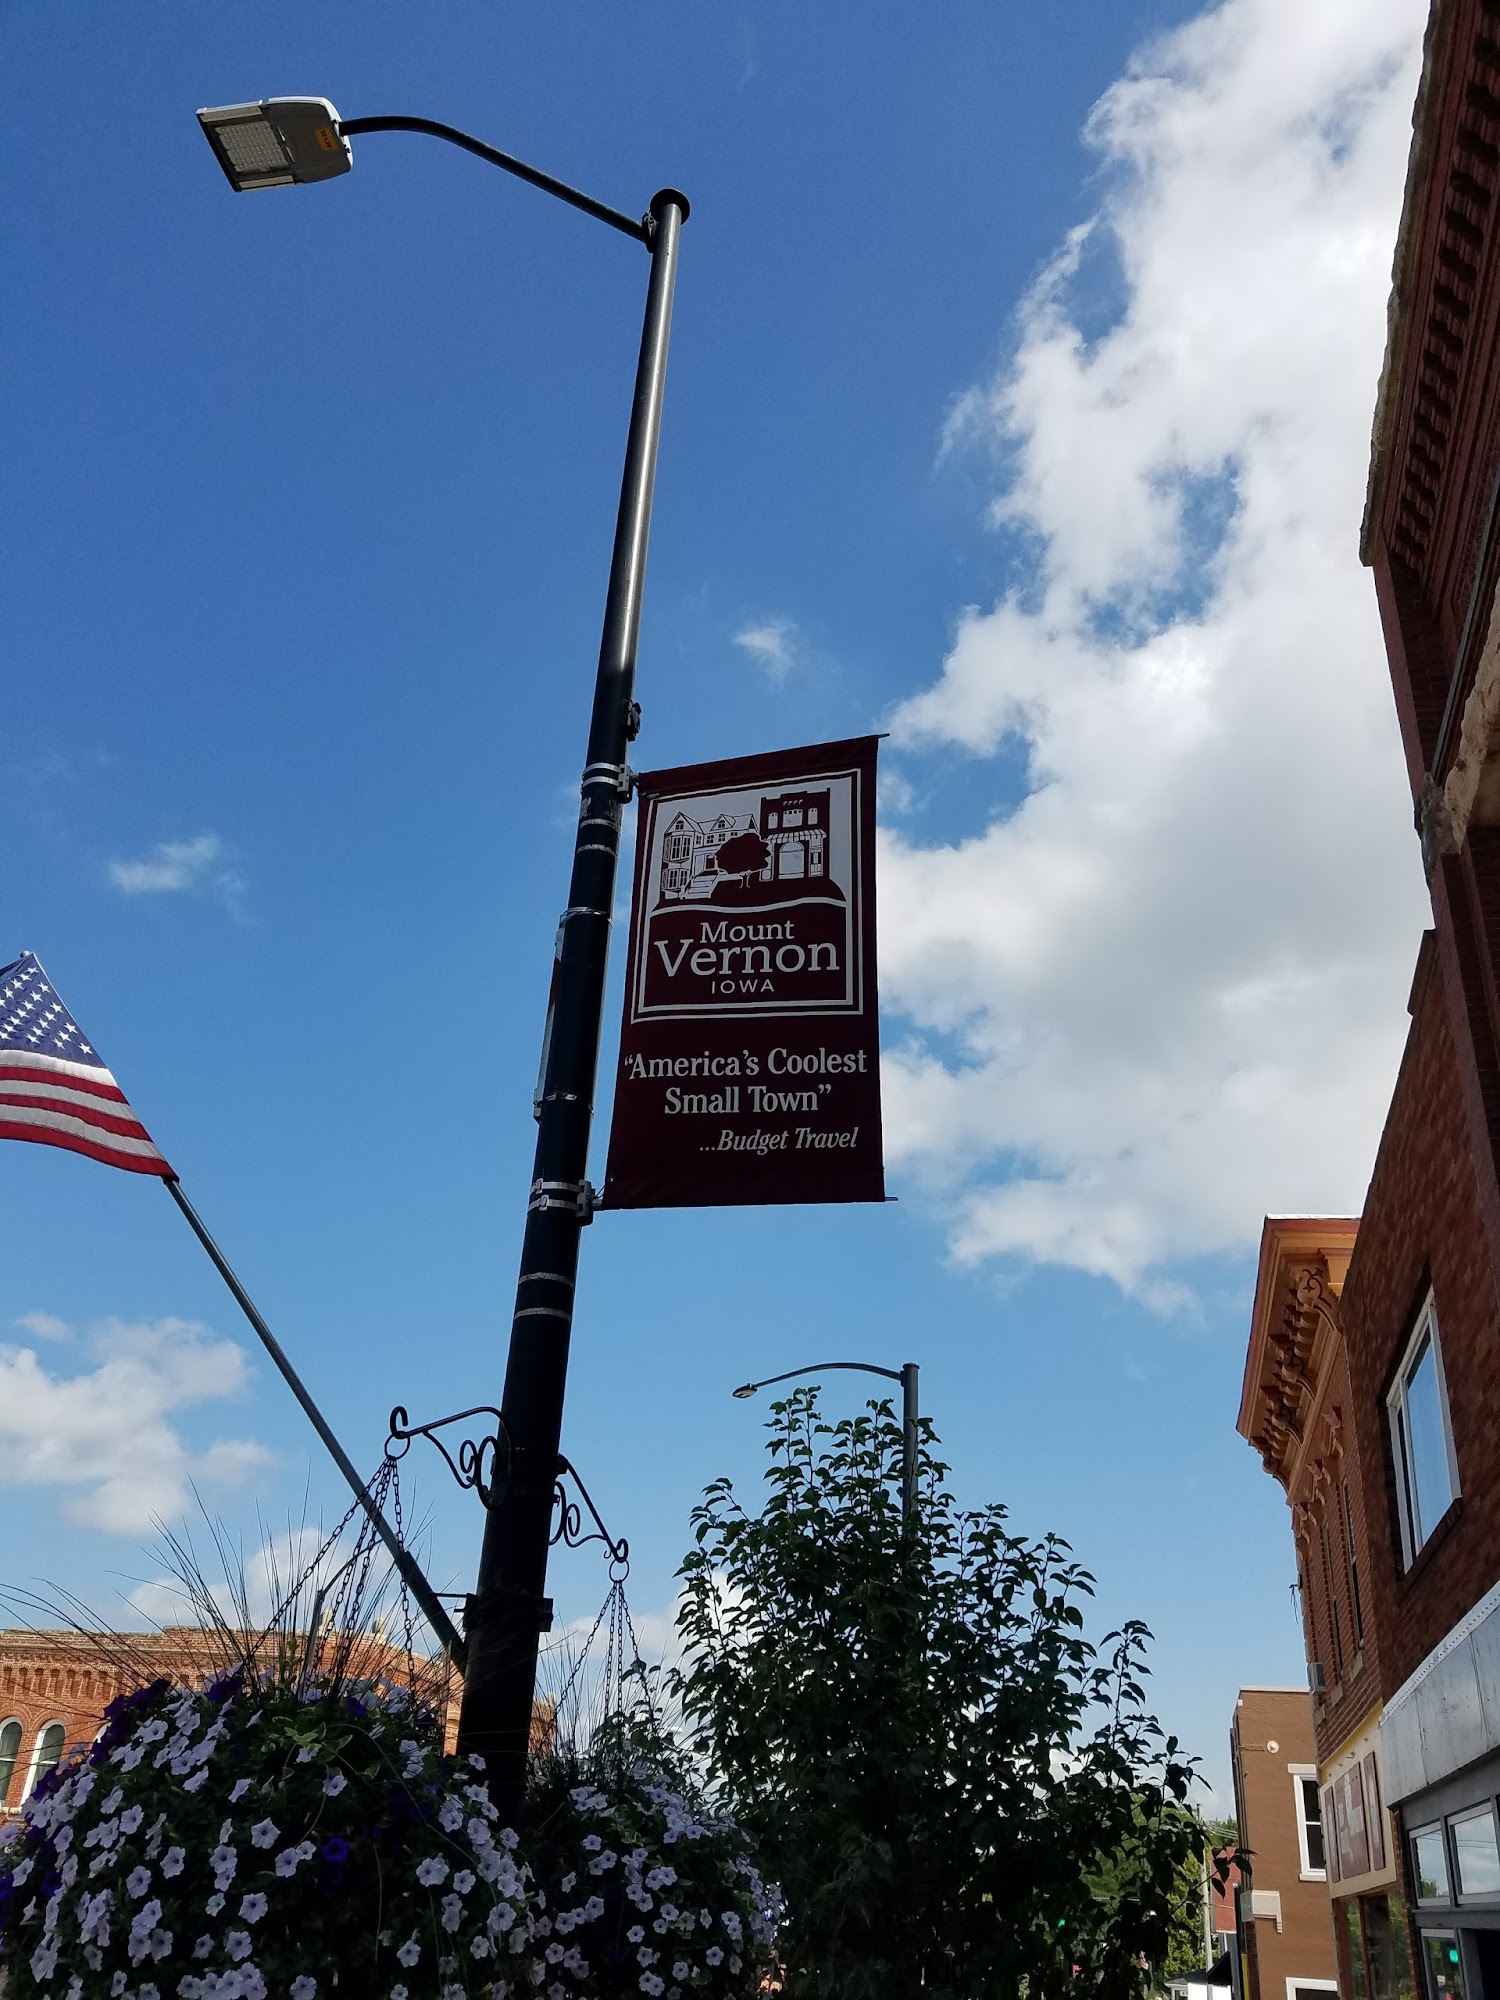 Mount
Vernon
IOWA
“America’s Coolest
Small Town”
...Budget Travel